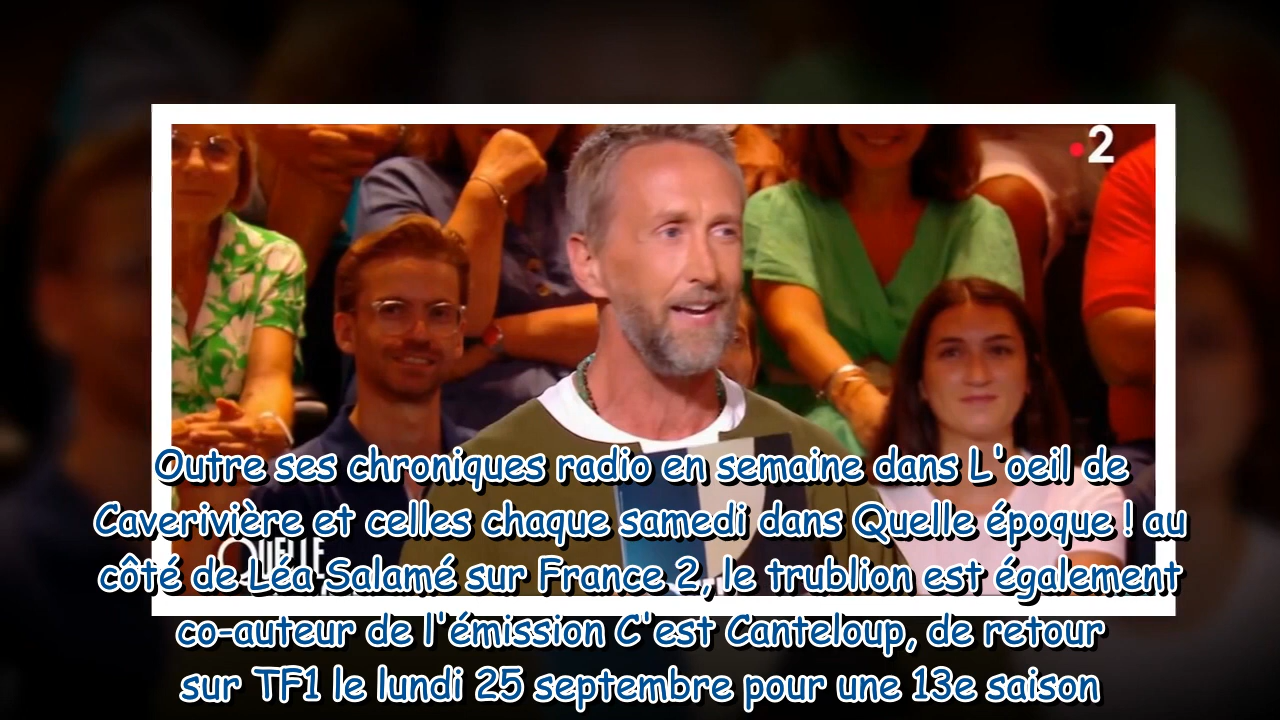 2
Outre ses chroniques radio en semaine dans L'oeil de
Caverivière et celles chaque samedi dans Quelle époque ! au
QUELLE
côté de Léa Salamé sur France 2, le trublion est également
co-auteur de l'émission C'est Canteloup, de retour
sur TF1 le lundi 25 septembre pour une 13e saison